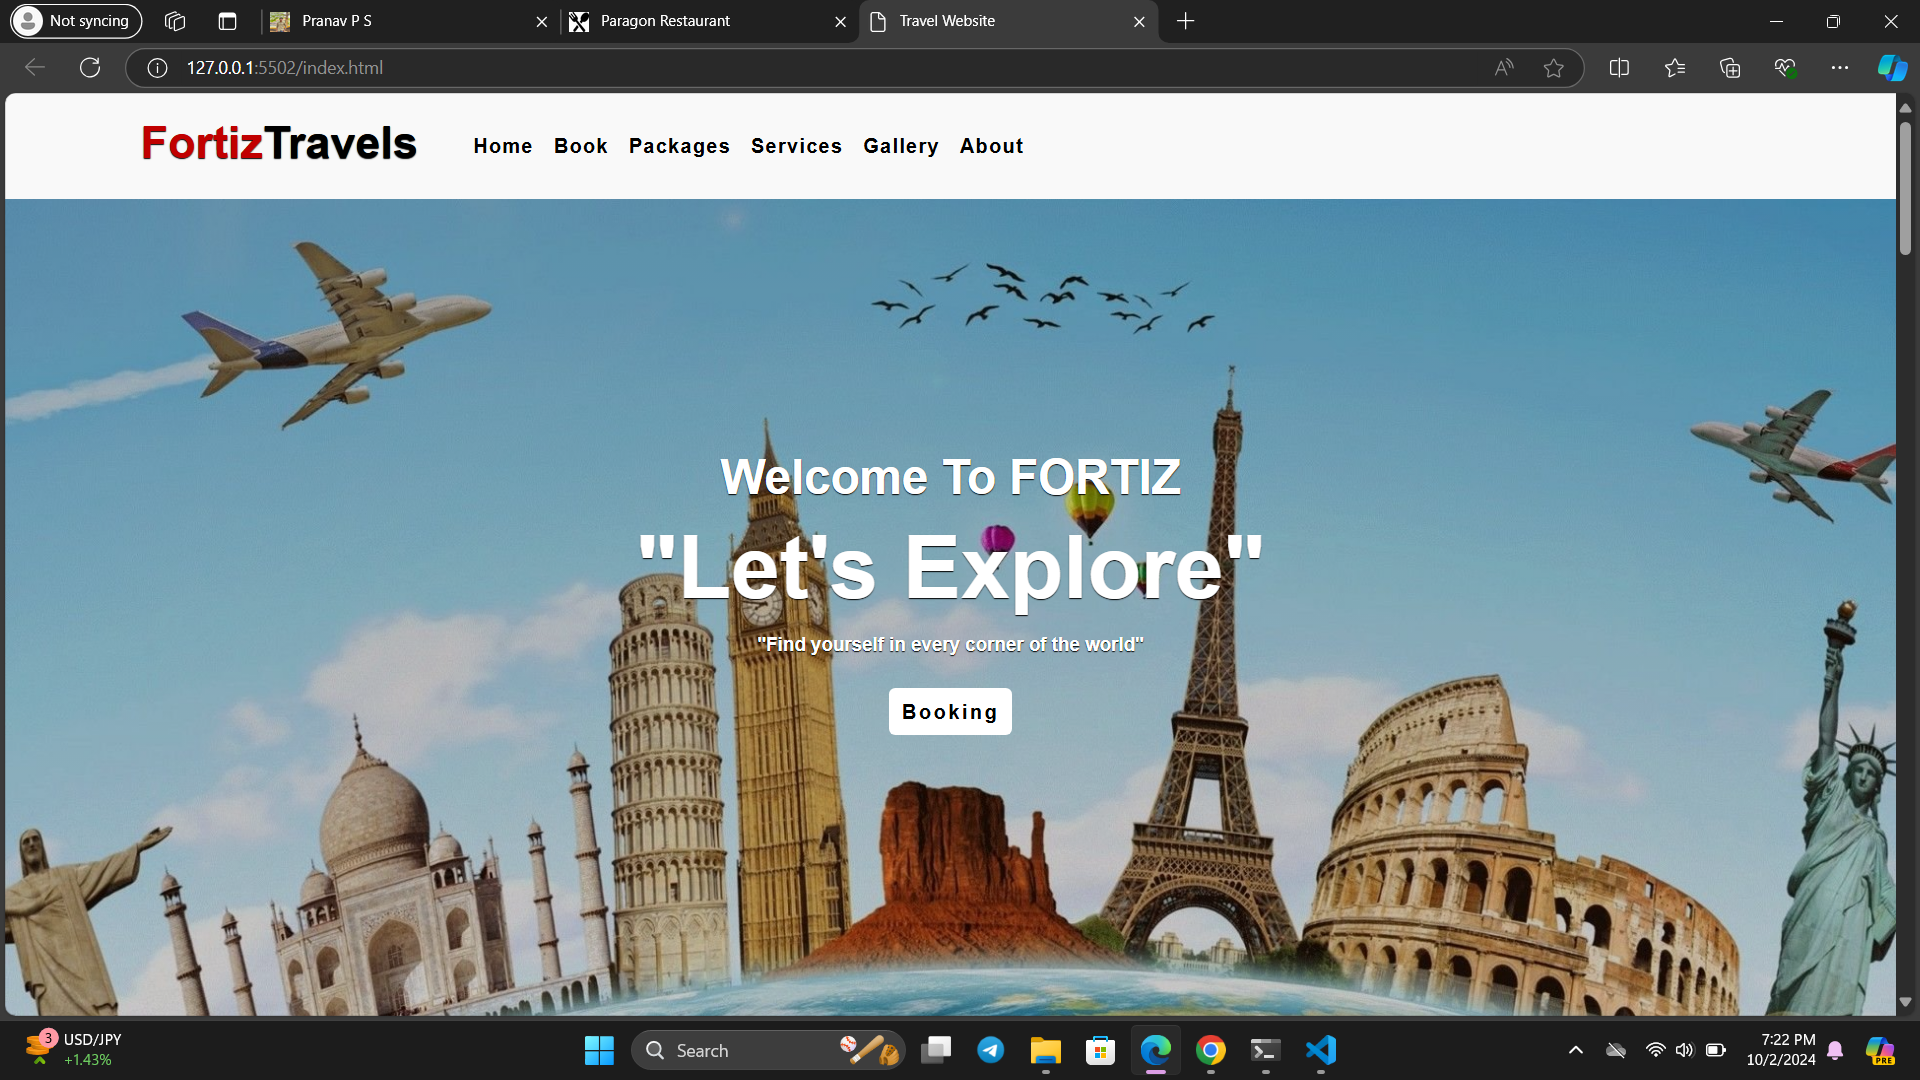 Not syncing
Pranav P S
Paragon Restaurant
Travel Website
127.0.0.1:5502/index.html
FortizTravels
Home Book Packages Services Gallery About
Welcome To FORTIZ
"Let's Explore"
"Find yourself in every corner of the world"
Booking
3
USD/JPY
+1.43%
Search
7:22 PM
10/2/2024
PRE